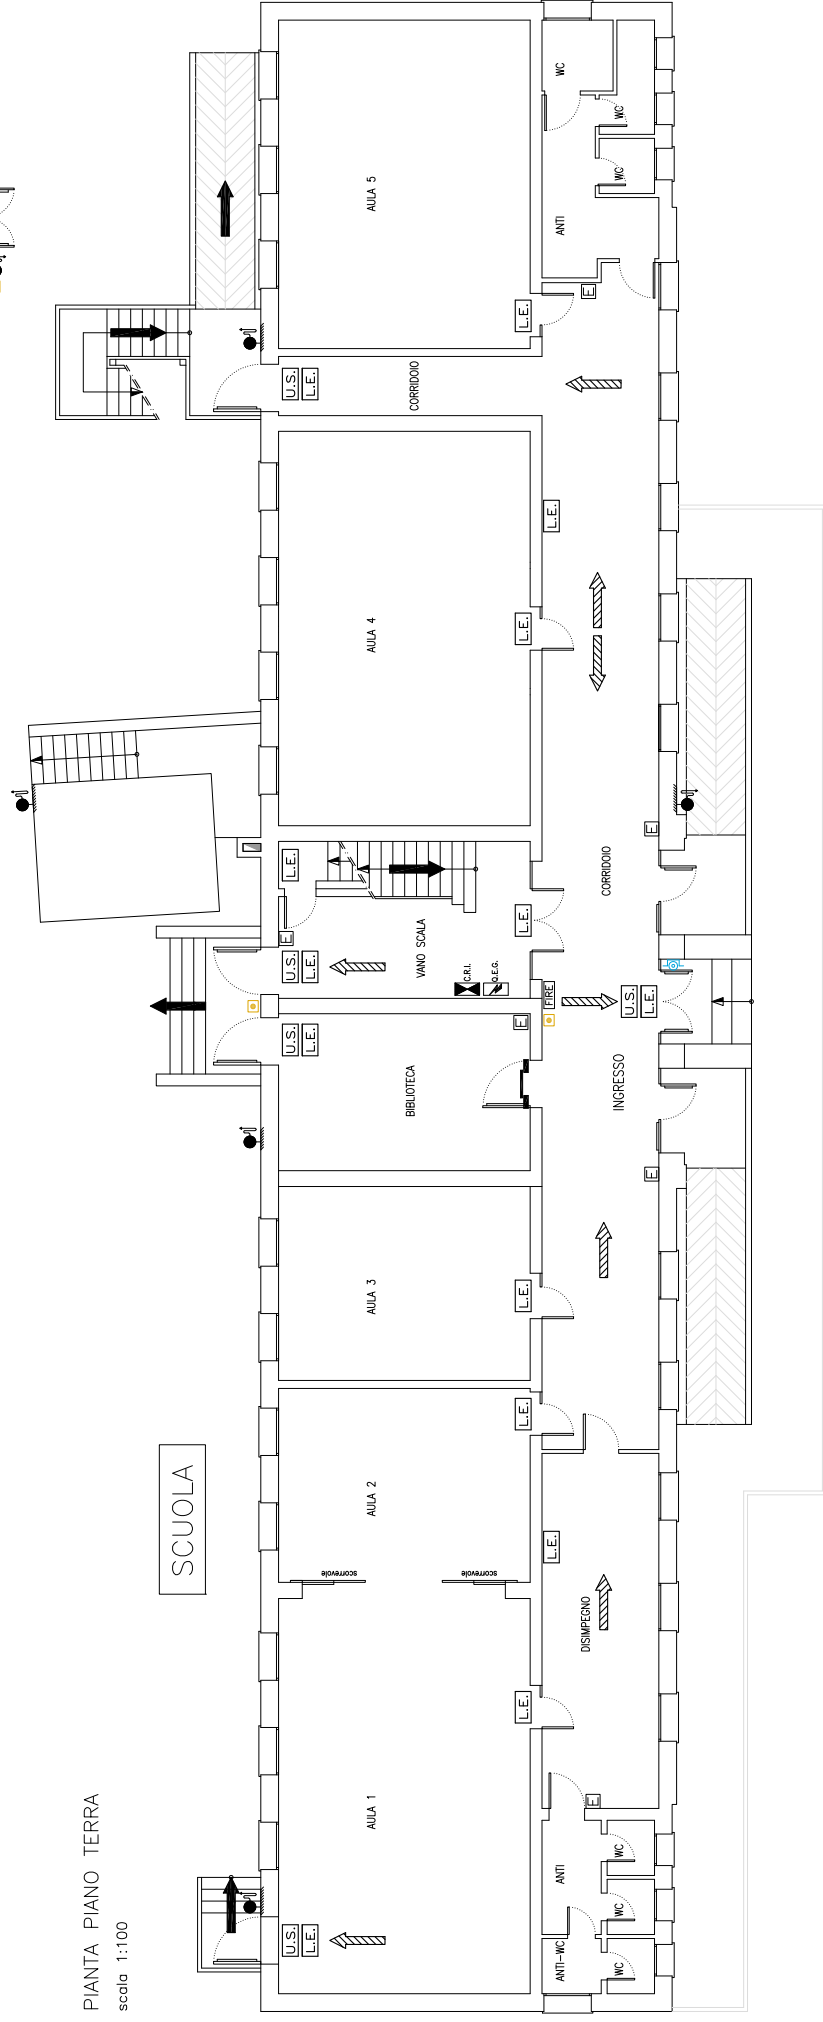 PIANTA PIANO TERRA
scala 1:100
SCUOLA
U.S.
L.E.
U.S.
L.E.
U.S.
L.E.
E
L.E.
U.S.
L.E.
scorrevole
scorrevole
AULA 1
AULA 2
AULA 3
AULA 4
AULA 5
BIBLIOTECA
VANO SCALA
CORRIDOIO
C.R.I.
Q.E.G.
L.E.
L.E.
L.E.
E
L.E.
L.E.
L.E.
L.E.
FIRE
L.E.
ANTI-WC
ANTI
ANTI
WC
E
DISIMPEGNO
E
INGRESSO
CORRIDOIO
WC
WC
WC
WC
WC
U.S.
L.E.
E
E